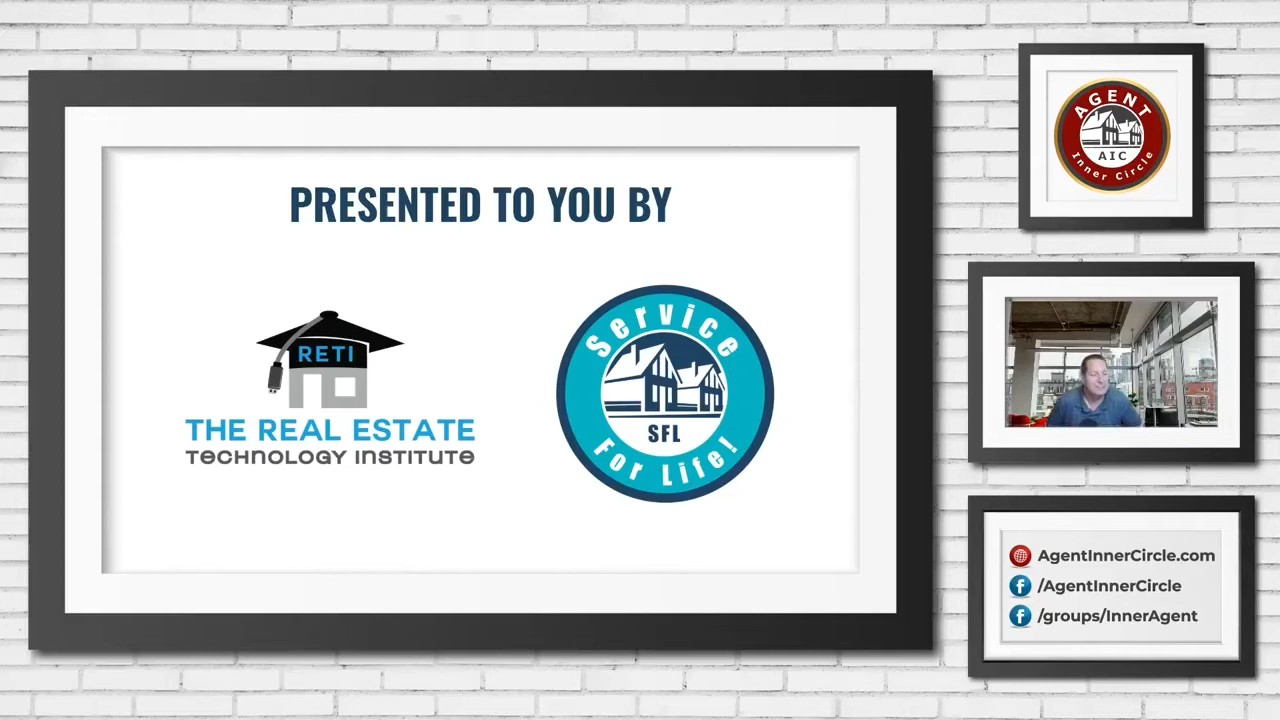 PRESENTED TO YOU BY
RETI
THE REAL ESTATE
TECHNOLOGY INSTITUTE
Service
SFL
For Life!
AGENT
AIC
Inner Circle
AgentInnerCircle.com
/AgentInnerCircle
/groups/InnerAgent